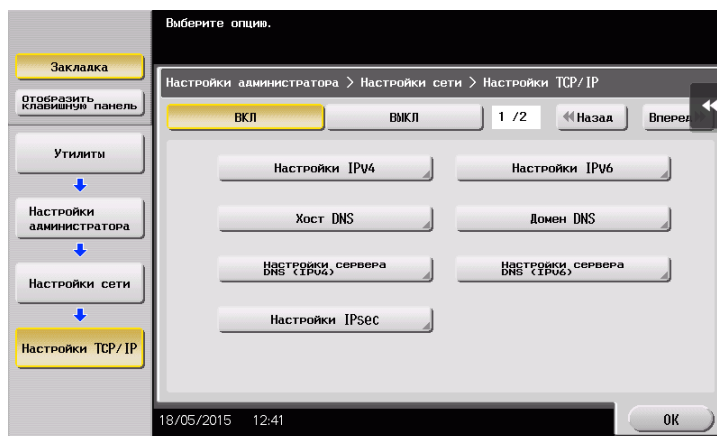 Выберите опцию.
Закладка
Отобразить
клавишную панель
Утилиты
Настройки
администратора
Настройки сети
Настройки TCP/IP
Настройки администратора > Настройки сети > Настройки TCP/IP
ВКЛ
ВЫКЛ
1 /2
Назад
Вперед
Настройки IPv4
Настройки IPv6
Хост DNS
Домен DNS
Настройки сервера
DNS (IPv4)
Настройки сервера
DNS (IPv6)
Настройки IPsec
18/05/2015 12:41
OK